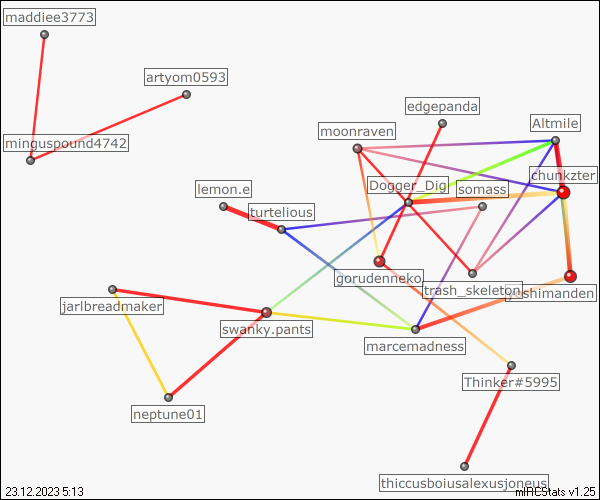 maddiee3773
artyom0593
edgepanda
Altmile
moonraven
minguspound4742
chunkzter
Dogger_Dig
somass
lemon.e
turtelious
gorudenneko
trash_skeleton
shimanden
jarlbreadmaker
swanky.pants
marcemadness
Thinker#5995
neptune01
thiccusboiusalexusjoneus
23.12.2023 5:13
mIRCStats v1.25